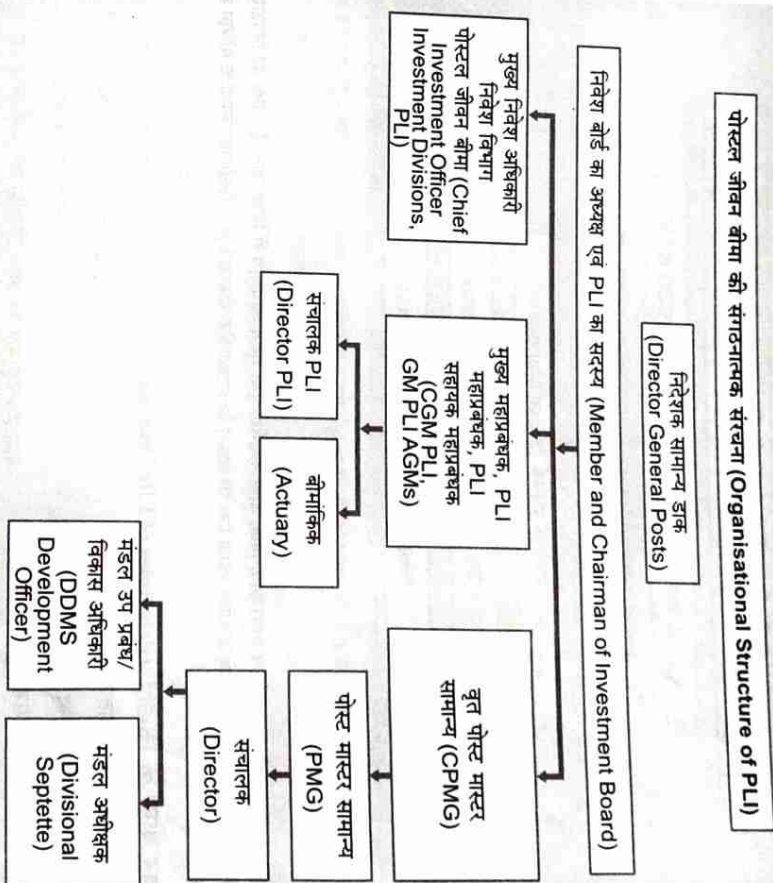 पोस्टल जीवन बीमा की संगठनात्मक संरचना (Organisational Structure of PLI)
निदेशक सामान्य डाक
(Director General Posts)
निवेश बोर्ड का अध्यक्ष एवं PLI का सदस्य (Member and Chairman of Investment Board)
मुख्य निवेश अधिकारी
निवेश विभाग
पोस्टल जीवन बीमा (Chief
Investment Officer
Investment Divisions,
PLI)
मुख्य महाप्रबंधक, PLI
महाप्रबंधक, PLI
सहायक महाप्रबंधक
(CGM PLI,
GM PLI AGMs)
वृत पोस्ट मास्टर
सामान्य (CPMG)
संचालक PLI
(Director PLI)
बीमांकिक
(Actuary)
पोस्ट मास्टर सामान्य
(PMG)
संचालक
(Director)
मंडल उप प्रबंध/
विकास अधिकारी
(DDMS
Development
Officer)
मंडल अधीक्षक
(Divisional
Septette)